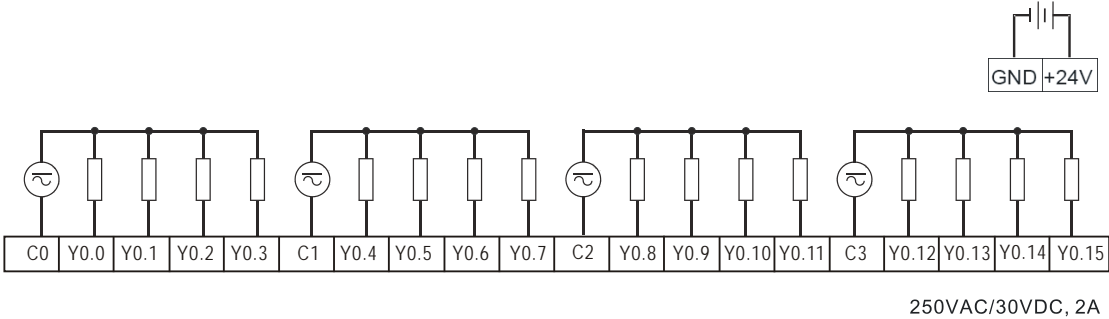 GND +24V
C0 Y0.0 Y0.1 Y0.2 Y0.3 C1 Y0.4 Y0.5 Y0.6 Y0.7 C2 Y0.8 Y0.9 Y0.10 Y0.11 C3 Y0.12 Y0.13 Y0.14 Y0.15
250VAC/30VDC, 2A